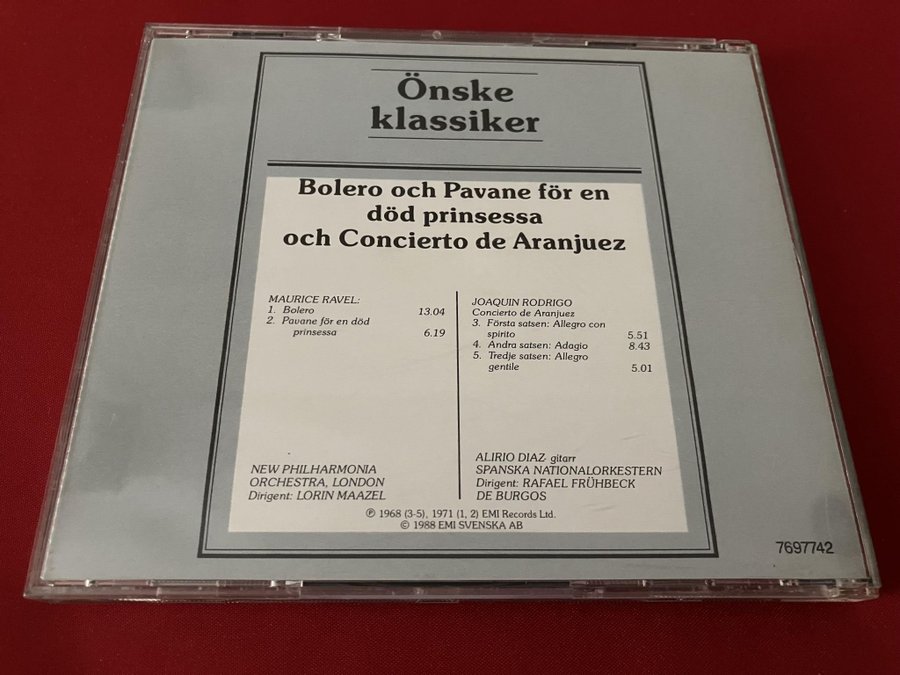 Önske
klassiker
Bolero och Pavane för en
död prinsessa
och Concierto de Aranjuez
MAURICE RAVEL:
1. Bolero 13.04
2. Pavane för en död
prinsessa 6.19
JOAQUIN RODRIGO
Concierto de Aranjuez
3. Första satsen: Allegro con
spirito 5.51
4. Andra satsen: Adagio 8.43
5. Tredje satsen: Allegro
gentile 5.01
NEW PHILHARMONIA
ORCHESTRA, LONDON
Dirigent: LORIN MAAZEL
ALIRIO DIAZ gitarr
SPANSKA NATIONALORKESTERN
Dirigent: RAFAEL FRÜHBECK
DE BURGOS
℗ 1968 (3-5), 1971 (1, 2) EMI Records Ltd.
© 1988 EMI SVENSKA AB
7697742